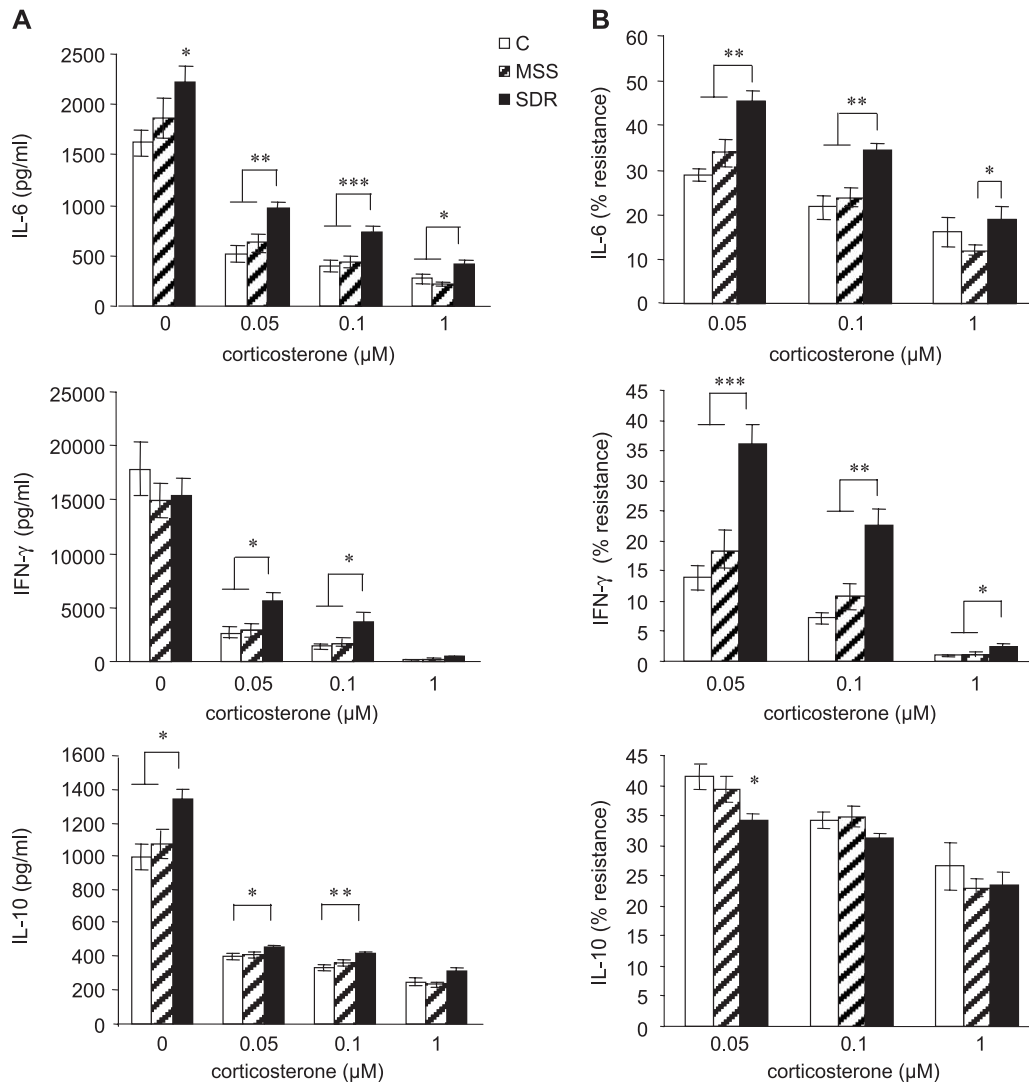 A
B
C
MSS
SDR
IL-6 (pg/ml)
2500
2000
1500
1000
500
0
*
**
***
*
0 0.05 0.1 1
corticosterone (µM)
IL-6 (% resistance)
60
50
40
30
20
10
0
**
**
*
0.05 0.1 1
corticosterone (µM)
IFN-γ (pg/ml)
25000
20000
15000
10000
5000
0
*
*
0 0.05 0.1 1
corticosterone (µM)
IFN-γ (% resistance)
45
40
35
30
25
20
15
10
5
0
***
**
*
0.05 0.1 1
corticosterone (µM)
IL-10 (pg/ml)
1600
1400
1200
1000
800
600
400
200
0
*
*
**
0 0.05 0.1 1
corticosterone (µM)
IL-10 (% resistance)
45
40
35
30
25
20
15
10
5
0
*
0.05 0.1 1
corticosterone (µM)